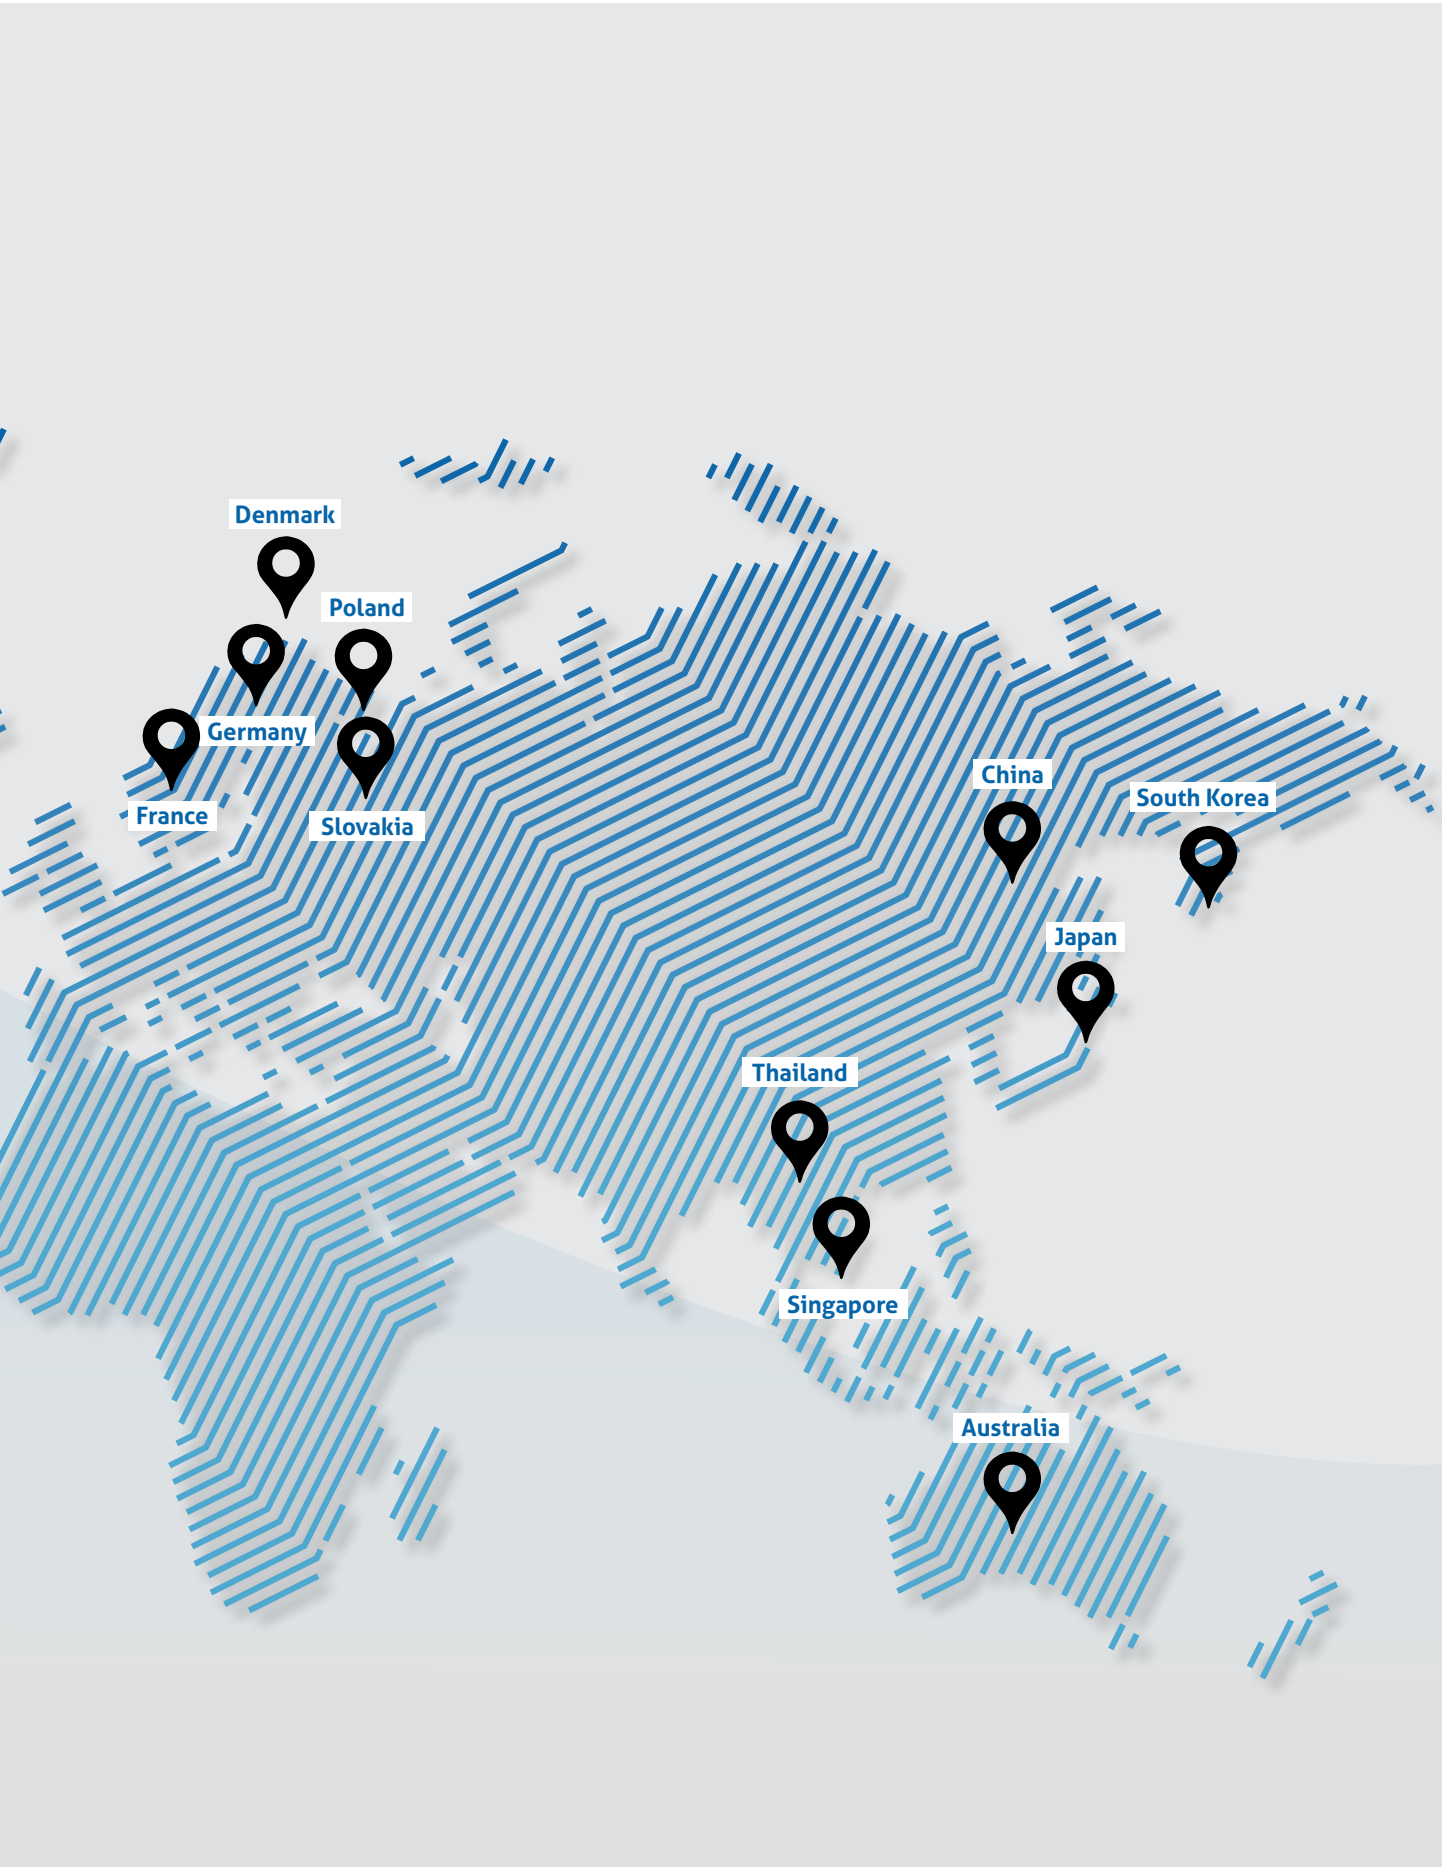 Denmark
Poland
Germany
France
Slovakia
China
South Korea
Japan
Thailand
Singapore
Australia